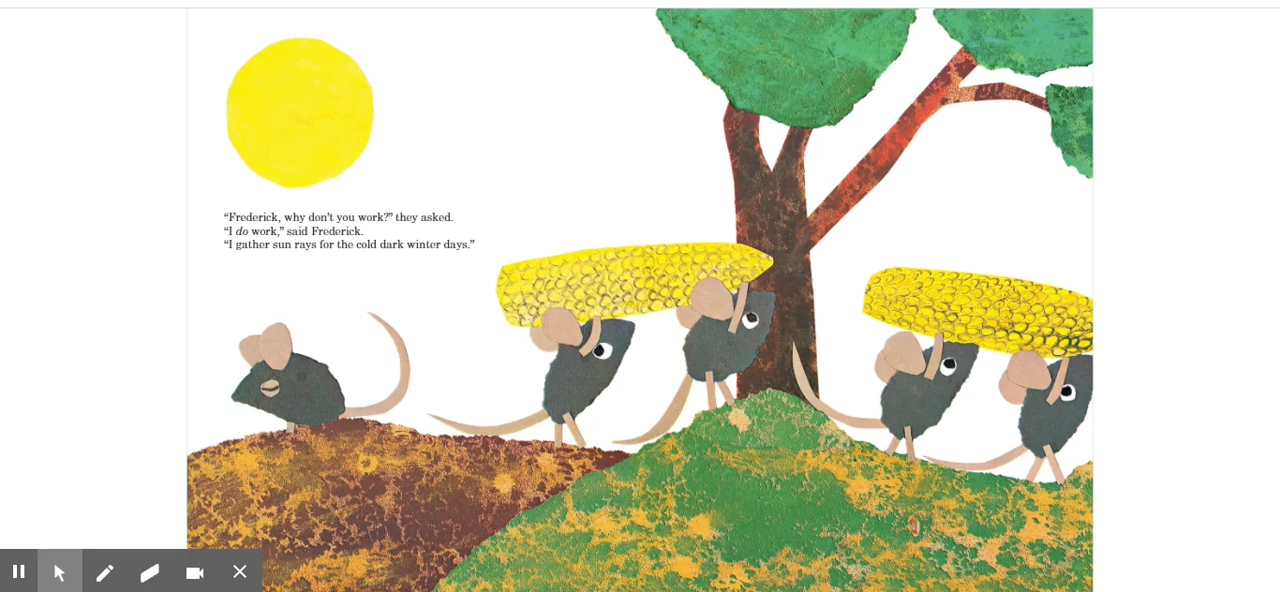 “Frederick, why don’t you work?” they asked.
“I do work,” said Frederick.
“I gather sun rays for the cold dark winter days.”